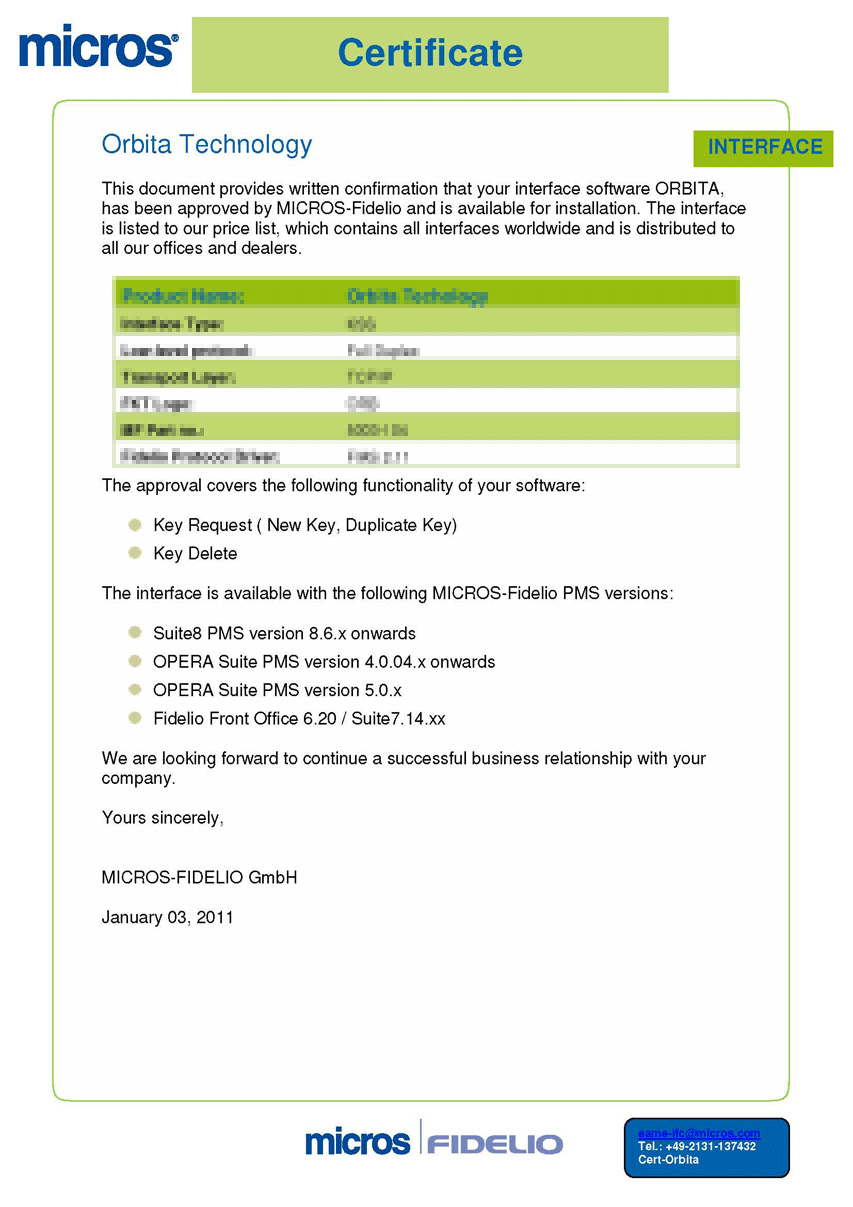 micros®
Certificate
Orbita Technology
INTERFACE
This document provides written confirmation that your interface software ORBITA,
has been approved by MICROS-Fidelio and is available for installation. The interface
is listed to our price list, which contains all interfaces worldwide and is distributed to
all our offices and dealers.
Product Name: Orbita Techology
Interface Type:
Low level protocol: Full Duplex
Transport Layer: TCP/IP
Fidelio Protocol Driver:
The approval covers the following functionality of your software:
Key Request ( New Key, Duplicate Key)
Key Delete
The interface is available with the following MICROS-Fidelio PMS versions:
Suite8 PMS version 8.6.x onwards
OPERA Suite PMS version 4.0.04.x onwards
OPERA Suite PMS version 5.0.x
Fidelio Front Office 6.20 / Suite7.14.xx
We are looking forward to continue a successful business relationship with your
company.
Yours sincerely,
MICROS-FIDELIO GmbH
January 03, 2011
micros FIDELIO
eame-ifc@micros.com
Tel.: +49-2131-137432
Cert-Orbita